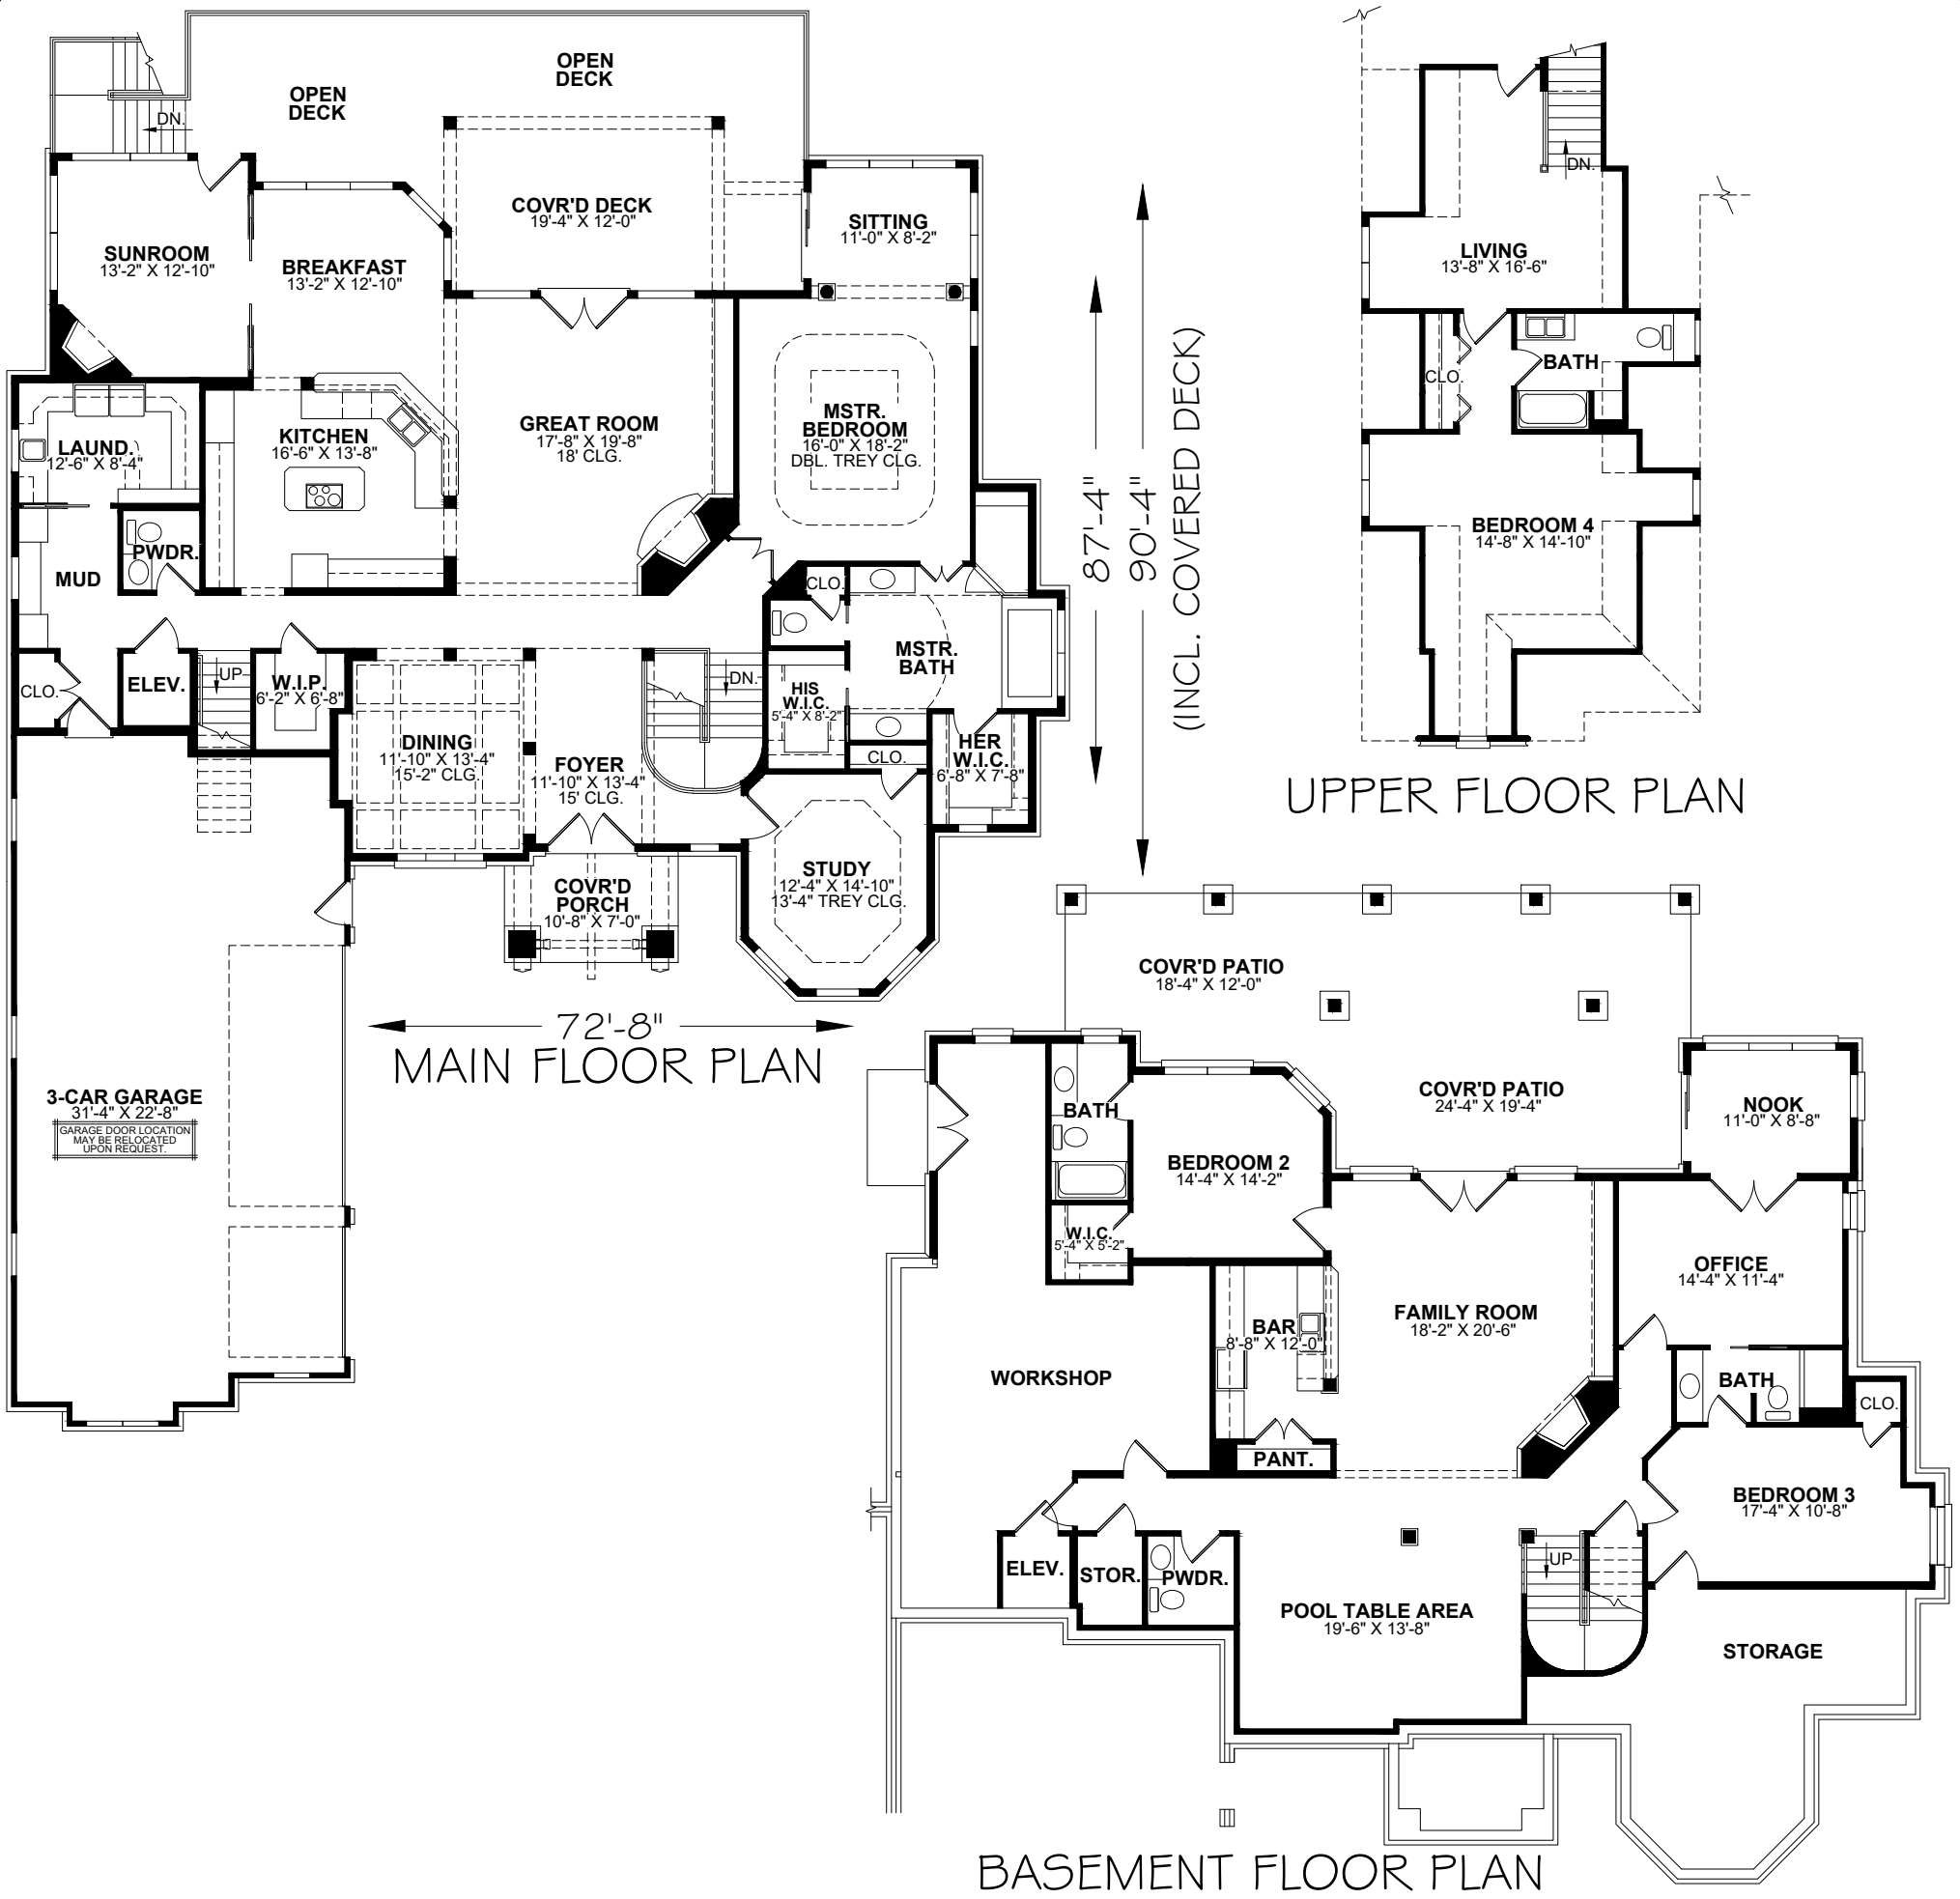 OPEN
DECK
OPEN
DECK
DN.
COVR'D DECK
19'-4" X 12'-0"
SITTING
11'-0" X 8'-2"
SUNROOM
13'-2" X 12'-10"
BREAKFAST
13'-2" X 12'-10"
MSTR.
BEDROOM
16'-0" X 18'-2"
DBL. TREY CLG.
GREAT ROOM
17'-8" X 19'-8"
18' CLG.
KITCHEN
16'-6" X 13'-8"
LAUND.
12'-6" X 8'-4"
PWDR.
MUD
CLO.
MSTR.
BATH
CLO.
ELEV.
UP
W.I.P.
6'-2" X 6'-8"
DN.
HIS
W.I.C.
5'-4" X 8'-2"
DINING
11'-10" X 13'-4"
15'-2" CLG.
FOYER
11'-10" X 13'-4"
15' CLG.
CLO.
HER
W.I.C.
6'-8" X 7'-8"
STUDY
12'-4" X 14'-10"
13'-4" TREY CLG.
COVR'D
PORCH
10'-8" X 7'-0"
3-CAR GARAGE
31'-4" X 22'-8"
GARAGE DOOR LOCATION
MAY BE RELOCATED
UPON REQUEST.
72'-8"
MAIN FLOOR PLAN
87'-4"
90'-4"
(INCL. COVERED DECK)
DN.
LIVING
13'-8" X 16'-6"
BATH
CLO.
BEDROOM 4
14'-8" X 14'-10"
UPPER FLOOR PLAN
COVR'D PATIO
18'-4" X 12'-0"
COVR'D PATIO
24'-4" X 19'-4"
NOOK
11'-0" X 8'-8"
BATH
BEDROOM 2
14'-4" X 14'-2"
W.I.C.
5'-4" X 5'-2"
OFFICE
14'-4" X 11'-4"
FAMILY ROOM
18'-2" X 20'-6"
BAR
8'-8" X 12'-0"
WORKSHOP
BATH
CLO.
PANT.
BEDROOM 3
17'-4" X 10'-8"
ELEV.
STOR.
PWDR.
UP
POOL TABLE AREA
19'-6" X 13'-8"
STORAGE
BASEMENT FLOOR PLAN